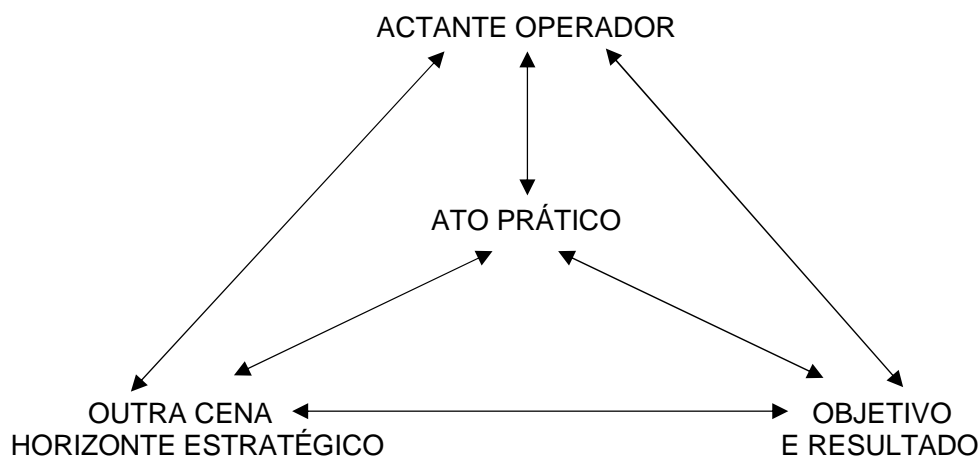 ACTANTE OPERADOR
ATO PRÁTICO
OUTRA CENA
HORIZONTE ESTRATÉGICO
OBJETIVO
E RESULTADO